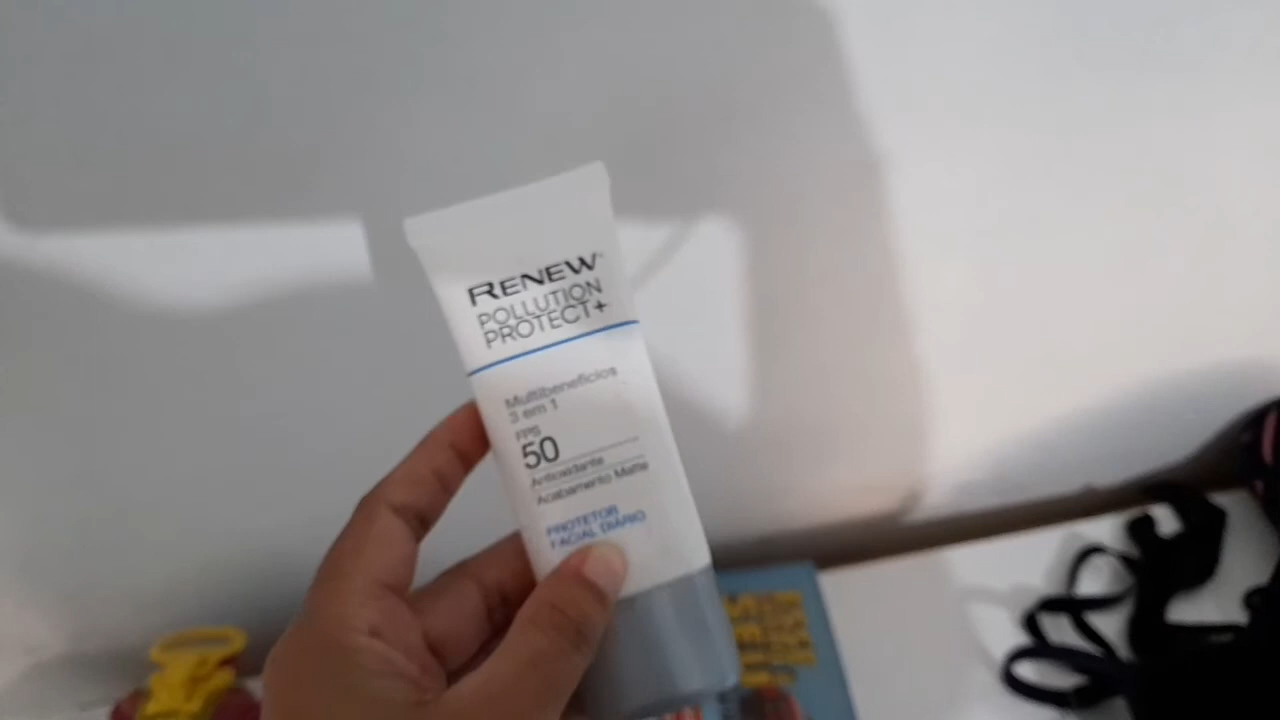 RENEW
POLLUTION
PROTECT+
Multibenefícios
3 em 1
FPS
50
Antioxidante
Acabamento Matte
PROTETOR
FACIAL DIÁRIO